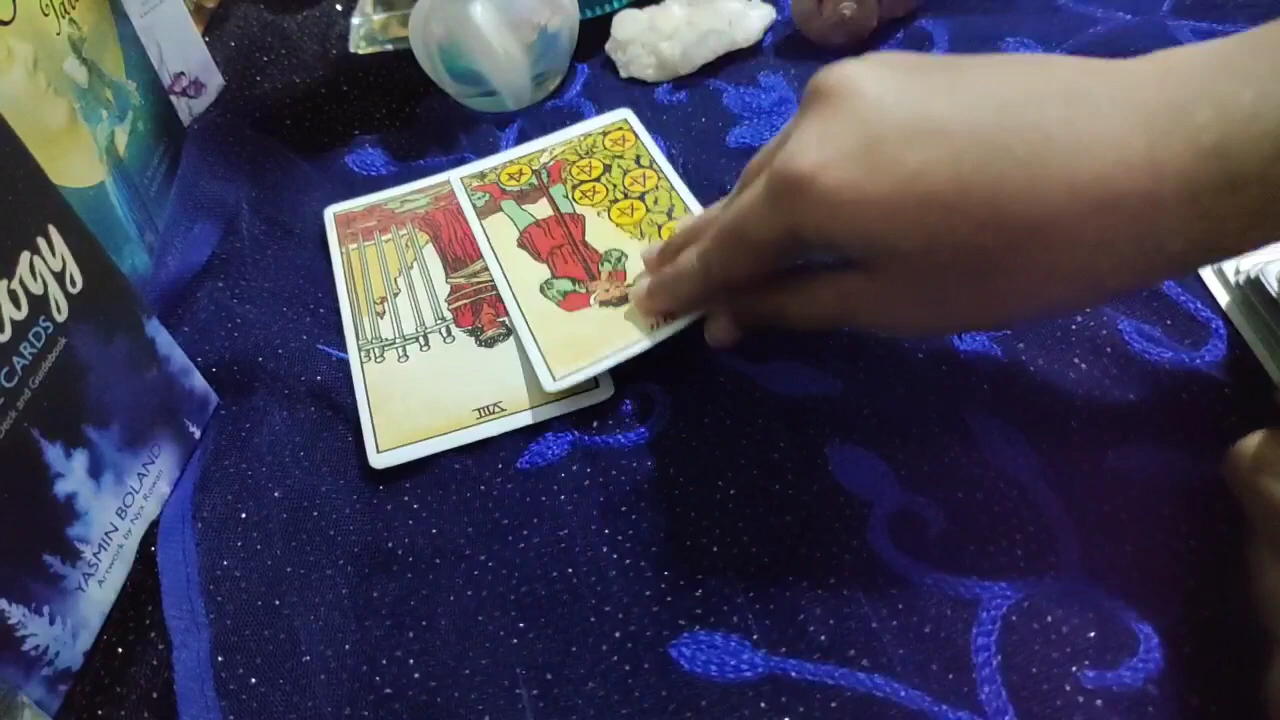 ogy
CARDS
Deck and Guidebook
YASMIN BOLAND
Artwork by Nyx Rowan
VIII